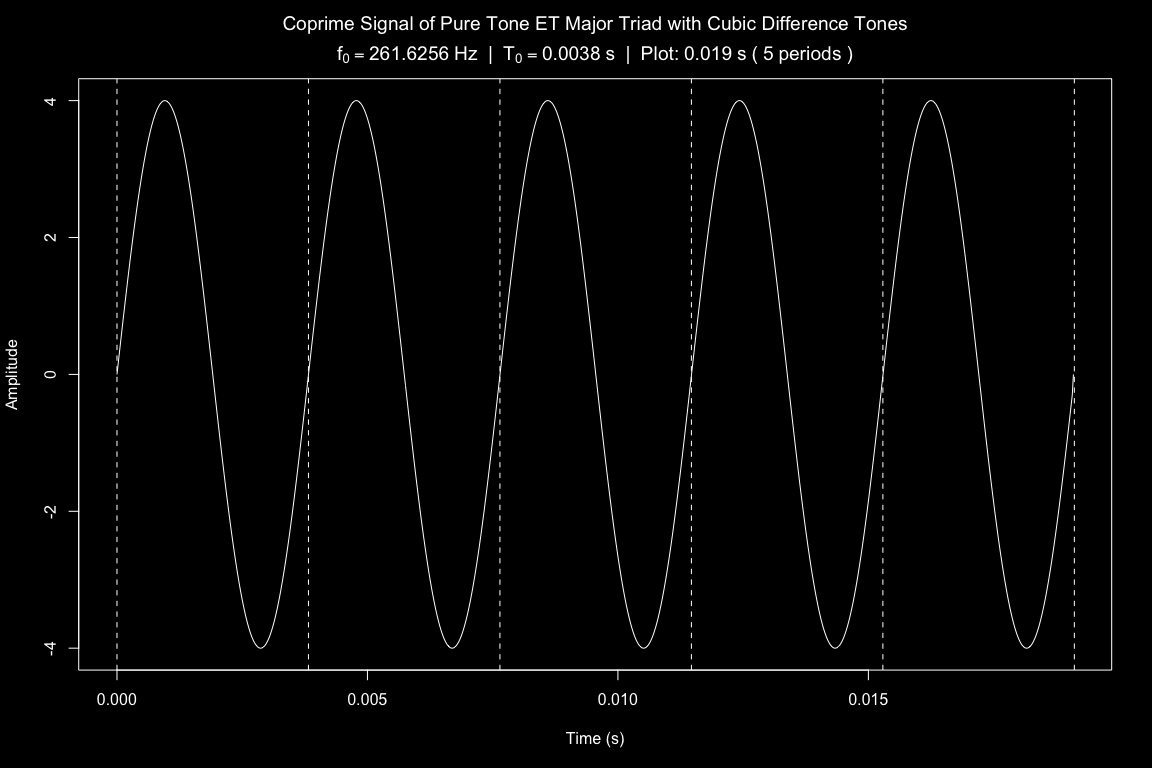 Coprime Signal of Pure Tone ET Major Triad with Cubic Difference Tones
f₀ = 261.6256 Hz | T₀ = 0.0038 s | Plot: 0.019 s ( 5 periods )
4
2
0
-2
-4
Amplitude
0.000 0.005 0.010 0.015
Time (s)